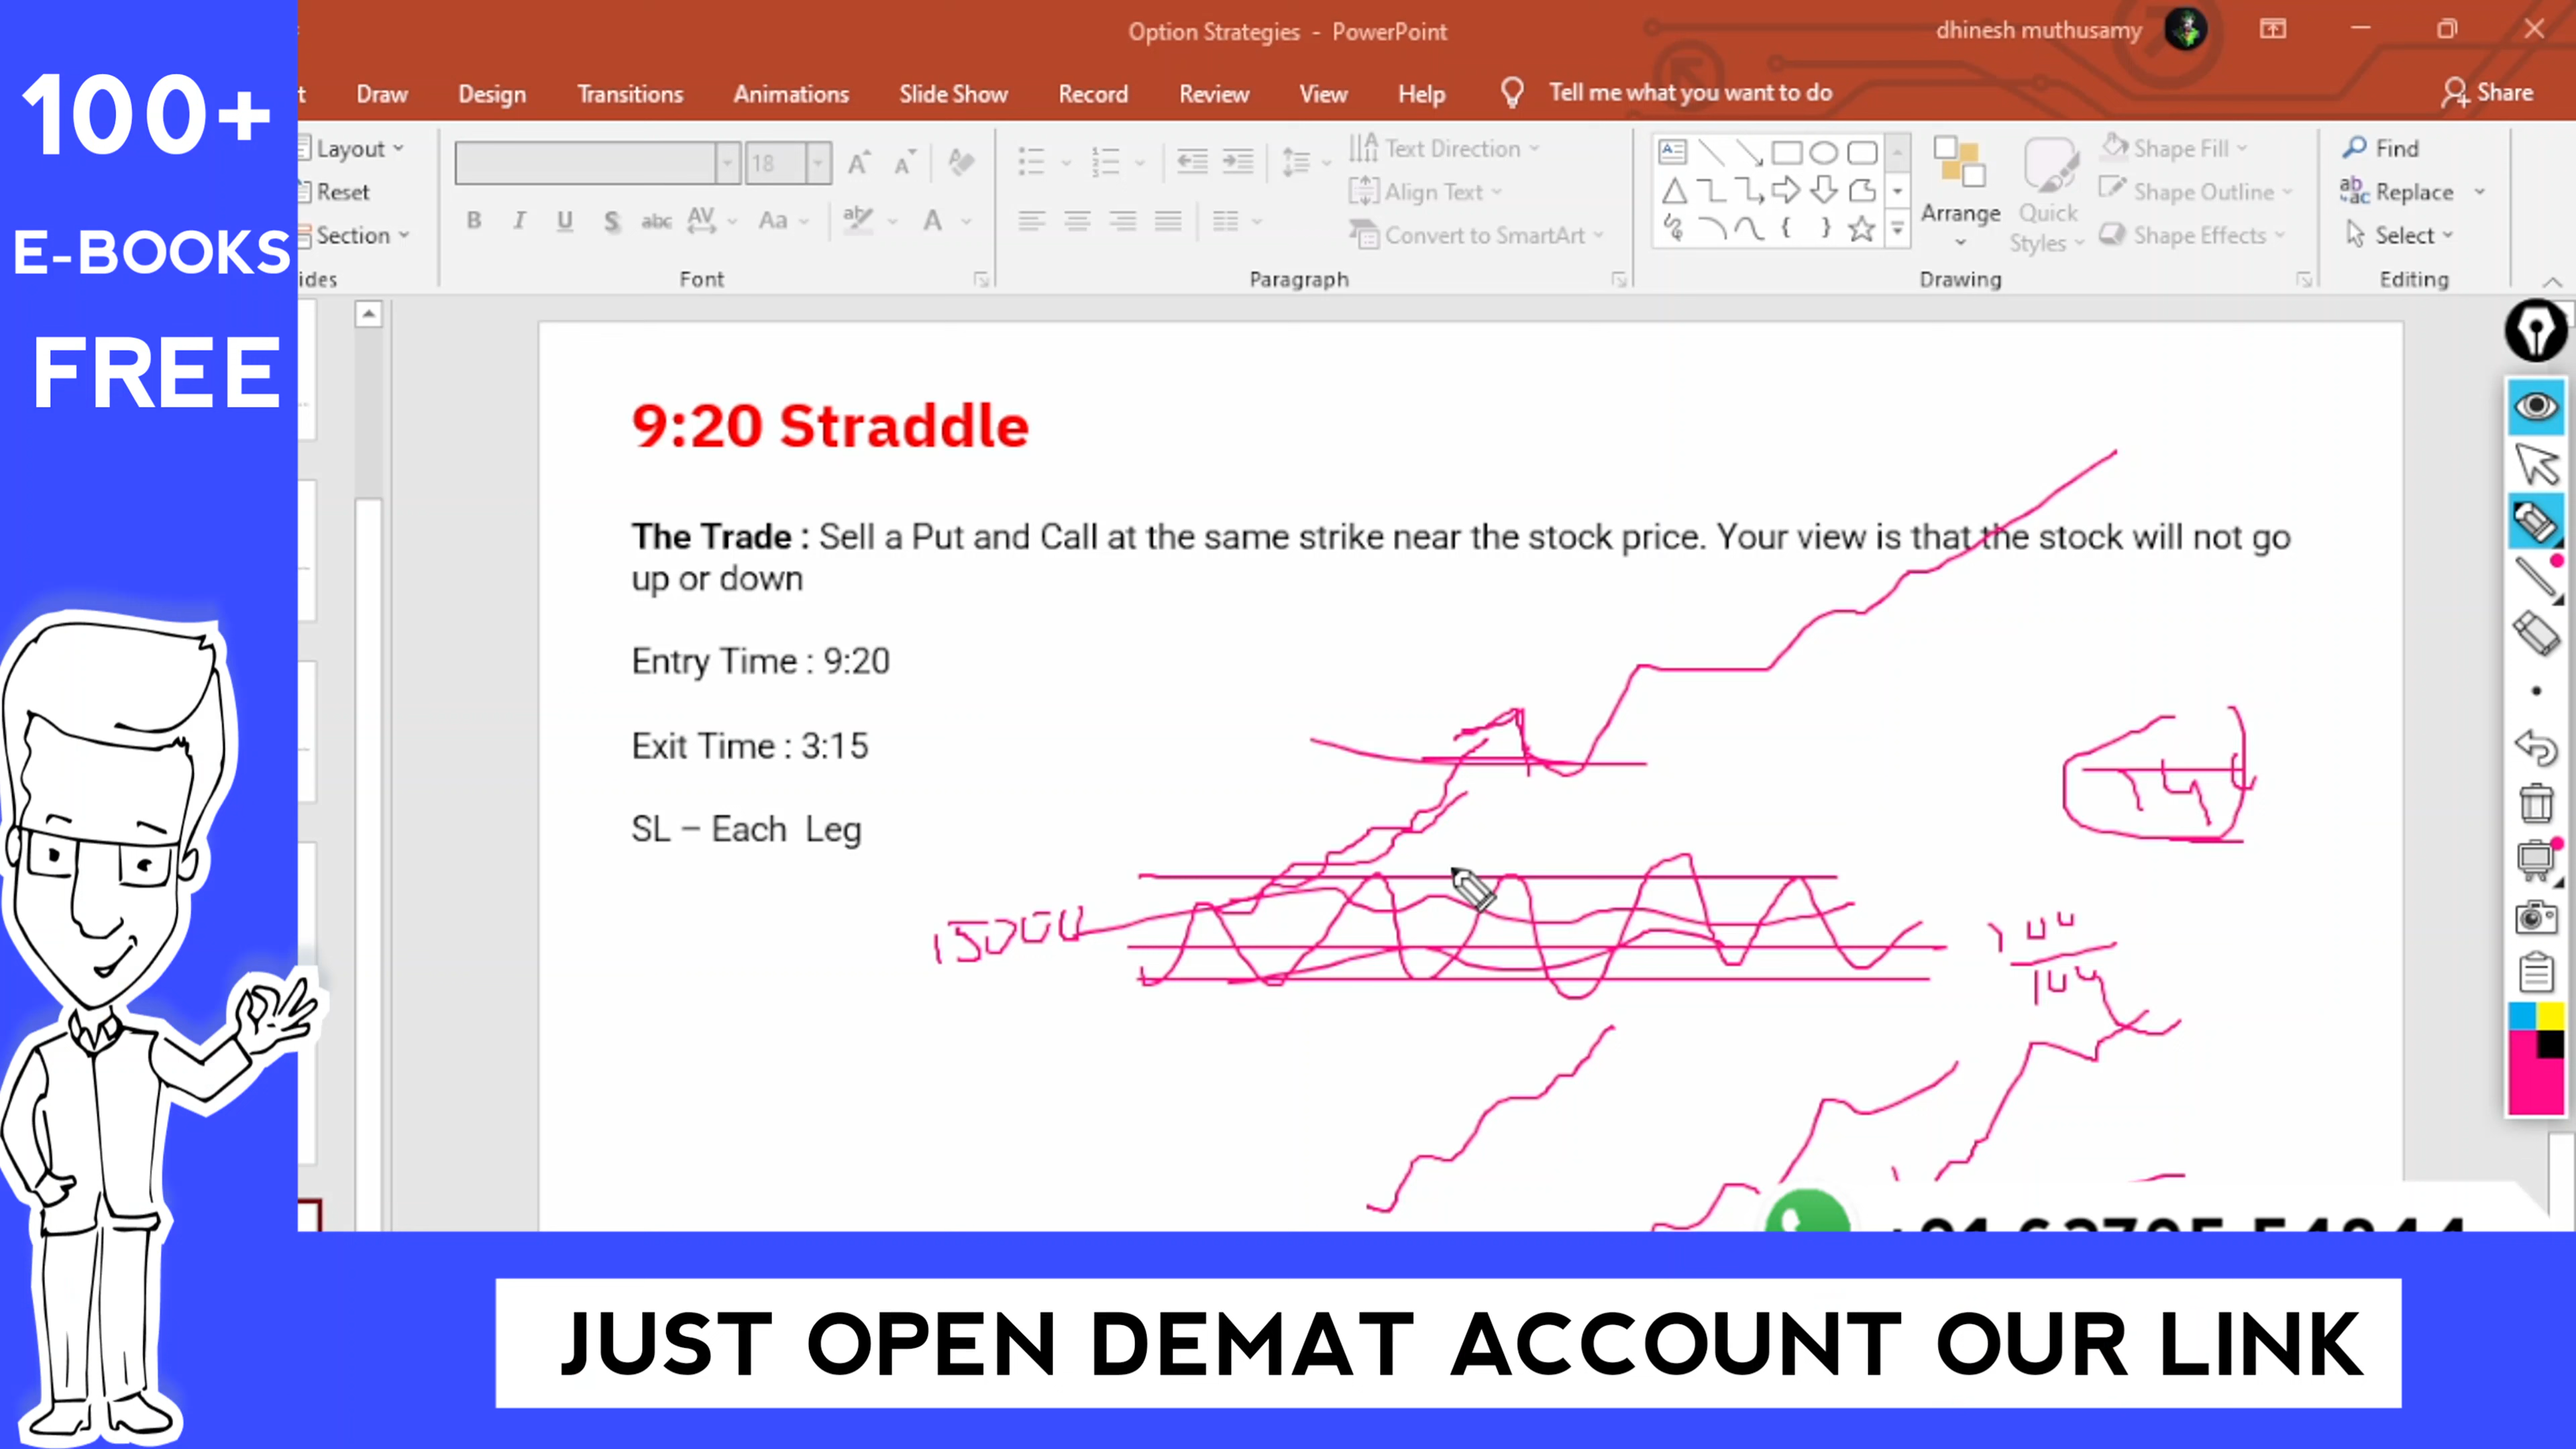 100+
E-BOOKS
FREE
Option Strategies - PowerPoint
dhinesh muthusamy
Draw Design Transitions Animations Slide Show Record Review View Help Tell me what you want to do Share
Layout
Reset
Section
ides
18
B I U S abc AV Aa A
Font
Text Direction
Align Text
Convert to SmartArt
Paragraph
Arrange
Quick Styles
Shape Fill
Shape Outline
Shape Effects
Drawing
Find
Replace
Select
Editing
9:20 Straddle
The Trade : Sell a Put and Call at the same strike near the stock price. Your view is that the stock will not go
up or down
Entry Time : 9:20
Exit Time : 3:15
SL – Each Leg
15000
JUST OPEN DEMAT ACCOUNT OUR LINK